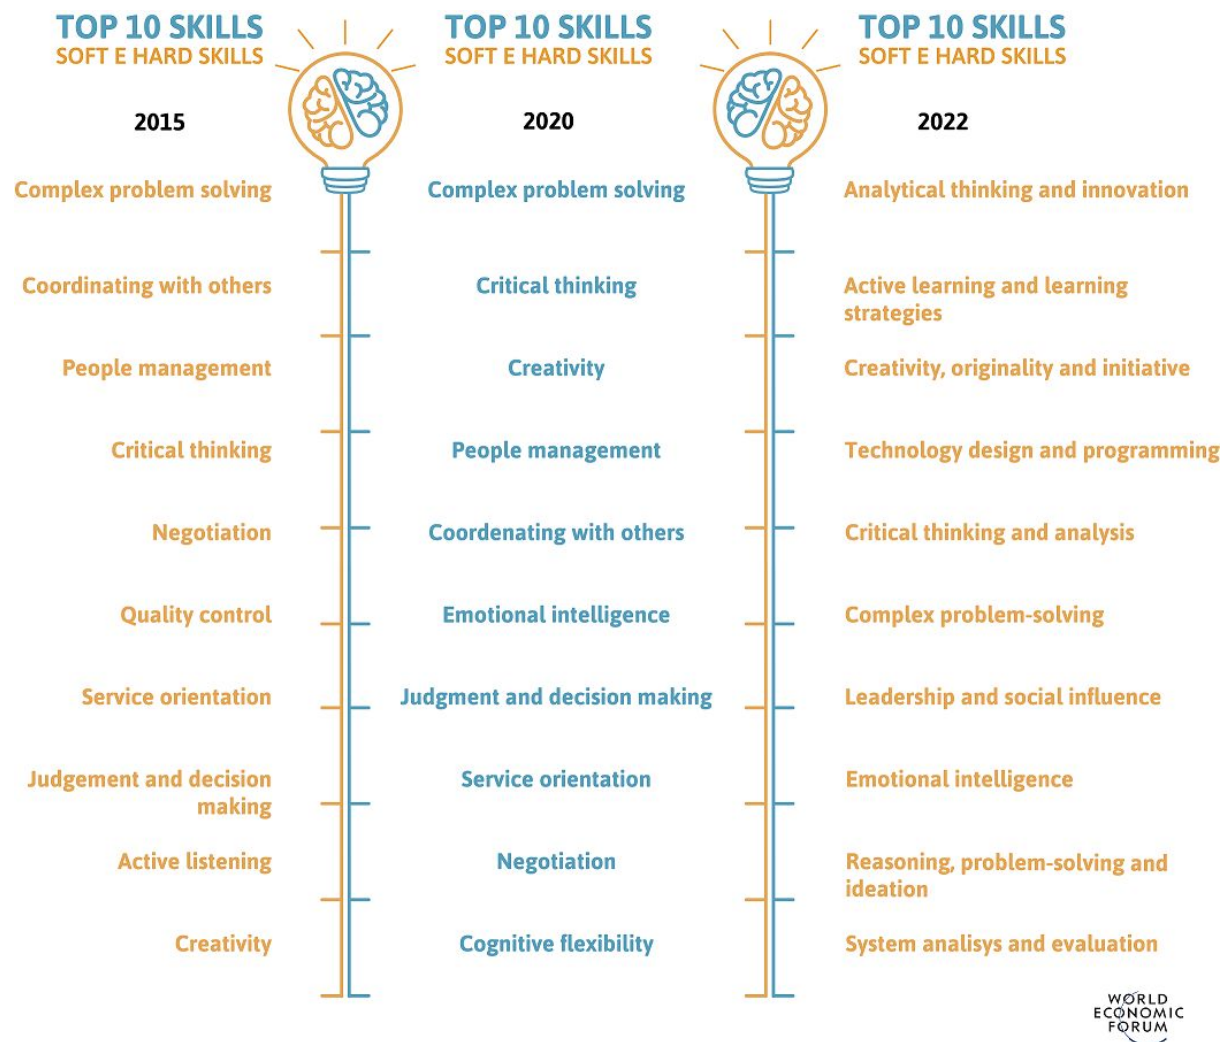 TOP 10 SKILLS
SOFT E HARD SKILLS
2015
Complex problem solving
Coordinating with others
People management
Critical thinking
Negotiation
Quality control
Service orientation
Judgement and decision
making
Active listening
Creativity
TOP 10 SKILLS
SOFT E HARD SKILLS
2020
Complex problem solving
Critical thinking
Creativity
People management
Coordenating with others
Emotional intelligence
Judgment and decision making
Service orientation
Negotiation
Cognitive flexibility
TOP 10 SKILLS
SOFT E HARD SKILLS
2022
Analytical thinking and innovation
Active learning and learning
strategies
Creativity, originality and initiative
Technology design and programming
Critical thinking and analysis
Complex problem-solving
Leadership and social influence
Emotional intelligence
Reasoning, problem-solving and
ideation
System analisys and evaluation
WORLD
ECONOMIC
FORUM